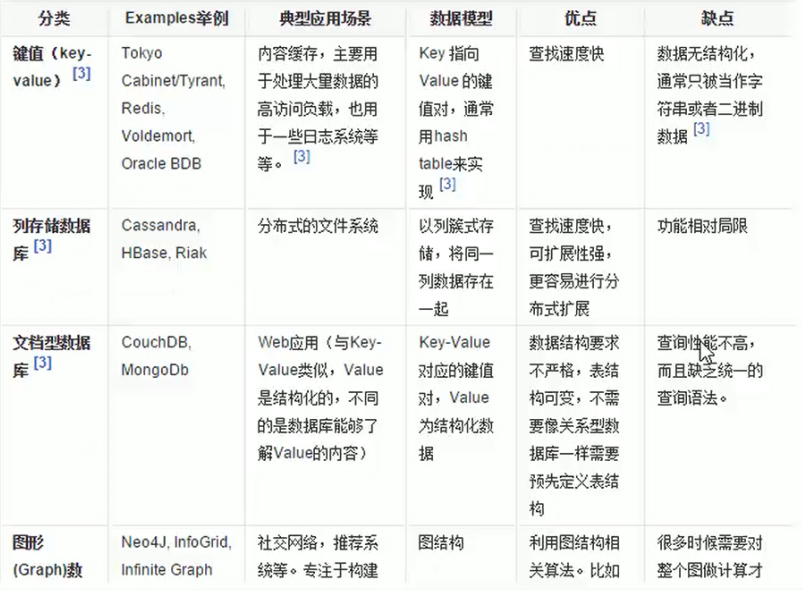 分类 Examples举例 典型应用场景 数据模型 优点 缺点
键值（key-
value）[3]
Tokyo
Cabinet/Tyrant,
Redis,
Voldemort,
Oracle BDB
内容缓存，主要用
于处理大量数据的
高访问负载，也用
于一些日志系统等
等。[3]
Key 指向
Value 的键
值对，通常
用hash
table来实
现[3]
查找速度快
数据无结构化，
通常只被当作字
符串或者二进制
数据[3]
列存储数据
库[3]
Cassandra,
HBase, Riak
分布式的文件系统
以列簇式存
储，将同一
列数据存在
一起
查找速度快，
可扩展性强，
更容易进行分
布式扩展
功能相对局限
文档型数据
库[3]
CouchDB,
MongoDb
Web应用（与Key-
Value类似，Value
是结构化的，不同
的是数据库能够了
解Value的内容）
Key-Value
对应的键值
对，Value
为结构化数
据
数据结构要求
不严格，表结
构可变，不需
要像关系型数
据库一样需要
预先定义表结
构
查询性能不高，
而且缺乏统一的
查询语法。
图形
(Graph)数
Neo4J, InfoGrid,
Infinite Graph
社交网络，推荐系
统等。专注于构建
图结构
利用图结构相
关算法。比如
很多时候需要对
整个图做计算才